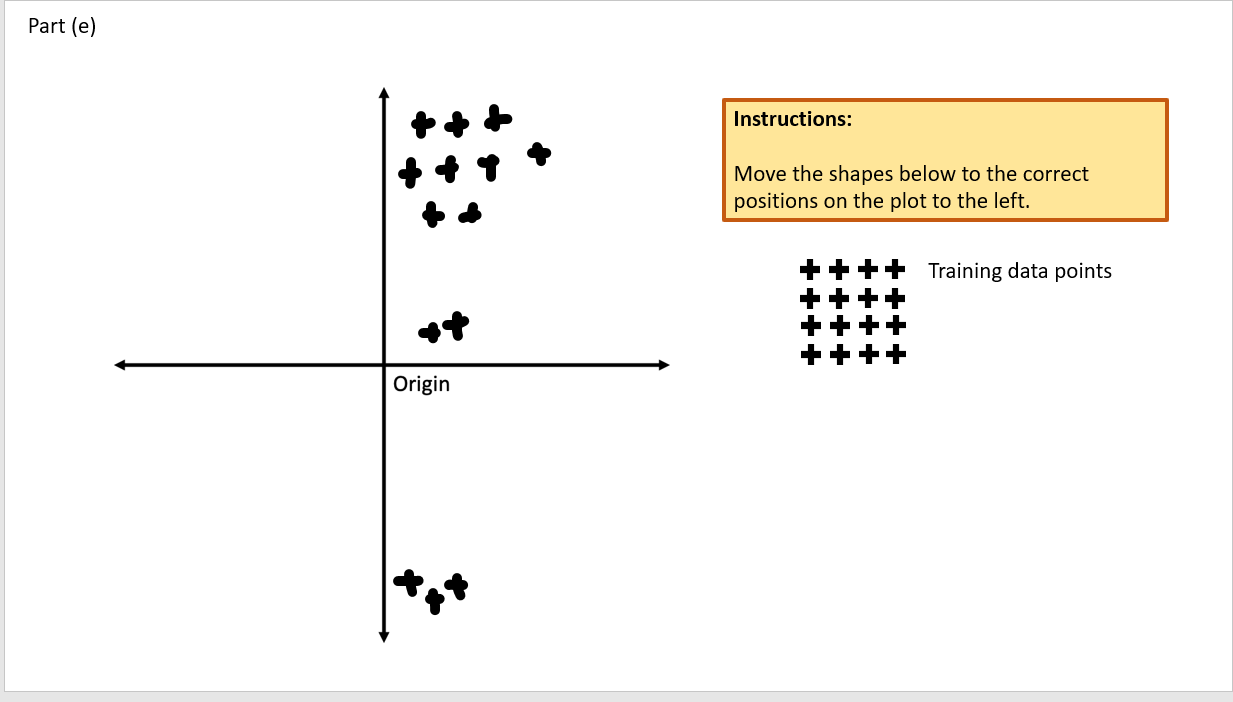 Part (e)
Instructions:
Move the shapes below to the correct
positions on the plot to the left.
Training data points
Origin